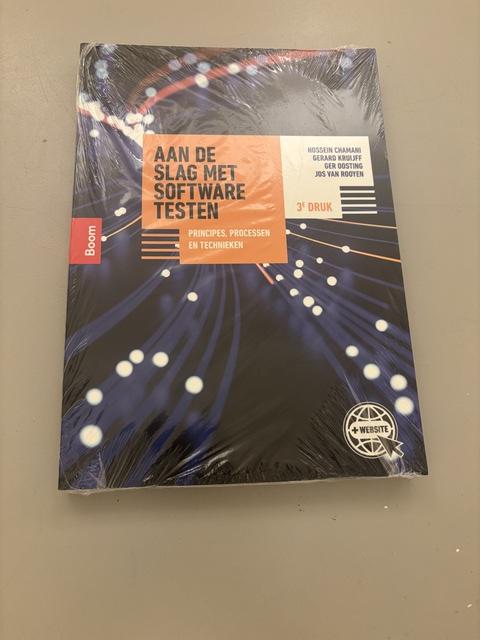 AAN DE
SLAG MET
SOFTWARE
TESTEN
PRINCIPES, PROCESSEN
EN TECHNIEKEN
HOSSEIN CHAMANI
GERARD KRUIJFF
GER OOSTING
JOS VAN ROOYEN
3E DRUK
Boom
+ WEBSITE